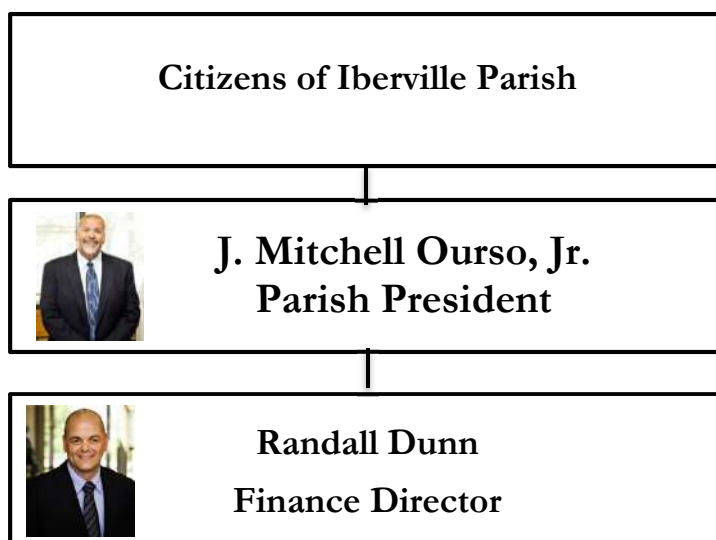 Citizens of Iberville Parish
J. Mitchell Ourso, Jr.
Parish President
Randall Dunn
Finance Director